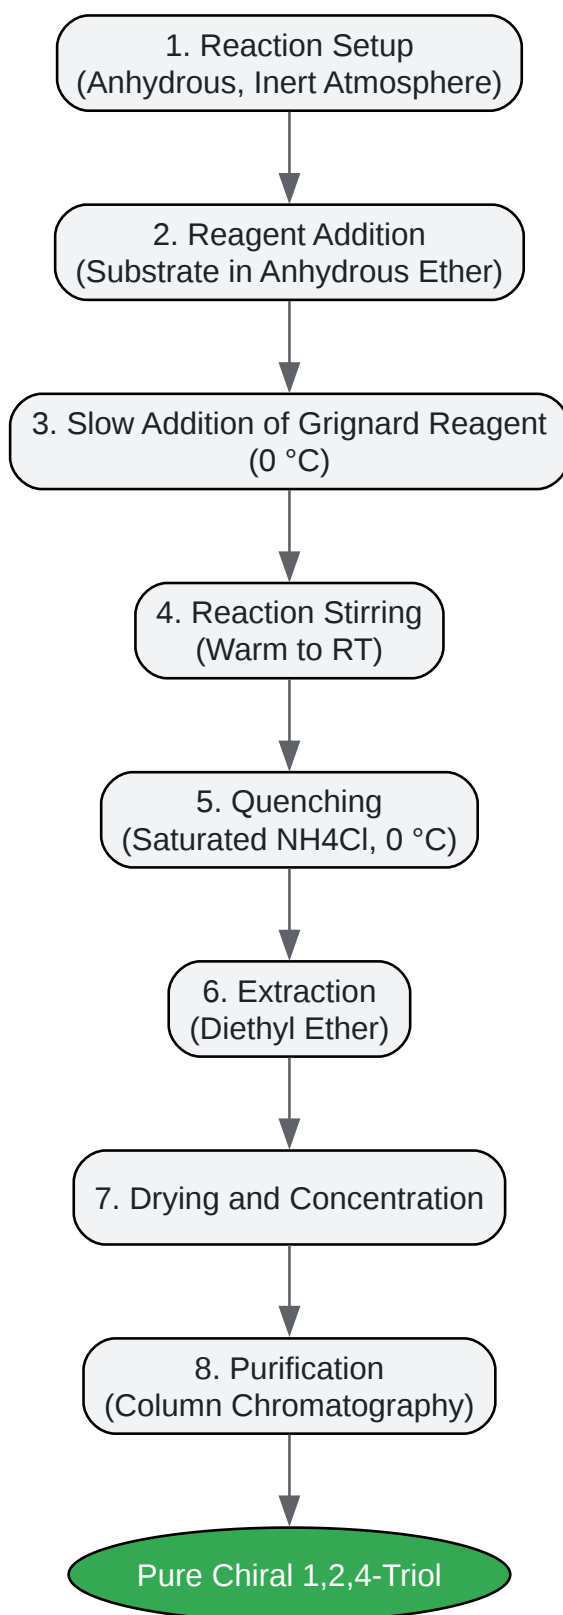 1. Reaction Setup
(Anhydrous, Inert Atmosphere)
2. Reagent Addition
(Substrate in Anhydrous Ether)
3. Slow Addition of Grignard Reagent
(0 °C)
4. Reaction Stirring
(Warm to RT)
5. Quenching
(Saturated NH4Cl, 0 °C)
6. Extraction
(Diethyl Ether)
7. Drying and Concentration
8. Purification
(Column Chromatography)
Pure Chiral 1,2,4-Triol